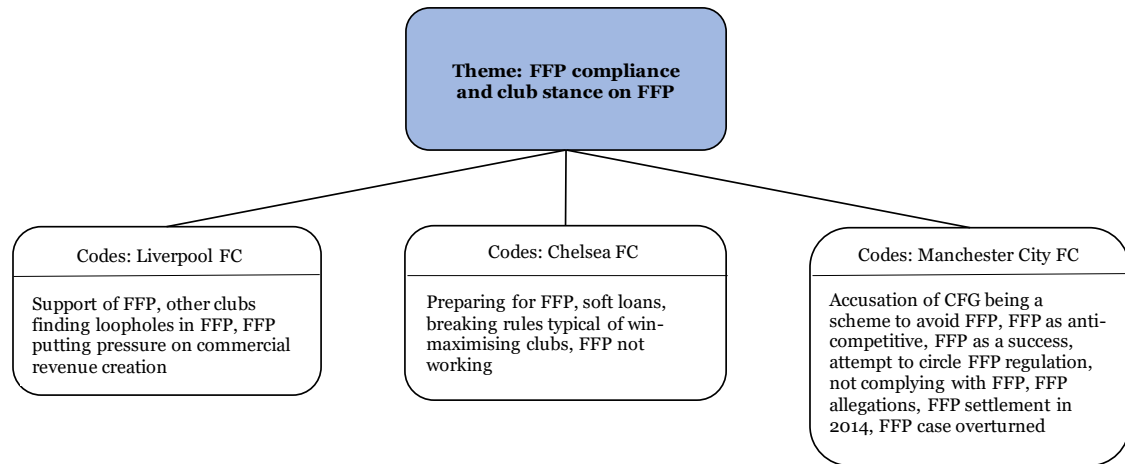 Theme: FFP compliance
and club stance on FFP
Codes: Liverpool FC
Support of FFP, other clubs
finding loopholes in FFP, FFP
putting pressure on commercial
revenue creation
Codes: Chelsea FC
Preparing for FFP, soft loans,
breaking rules typical of win-
maximising clubs, FFP not
working
Codes: Manchester City FC
Accusation of CFG being a
scheme to avoid FFP, FFP as anti-
competitive, FFP as a success,
attempt to circle FFP regulation,
not complying with FFP, FFP
allegations, FFP settlement in
2014, FFP case overturned